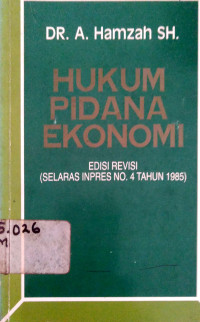 DR. A. Hamzah SH.
HUKUM
PIDANA
EKONOMI
EDISI REVISI
(SELARAS INPRES NO. 4 TAHUN 1985)
5.026